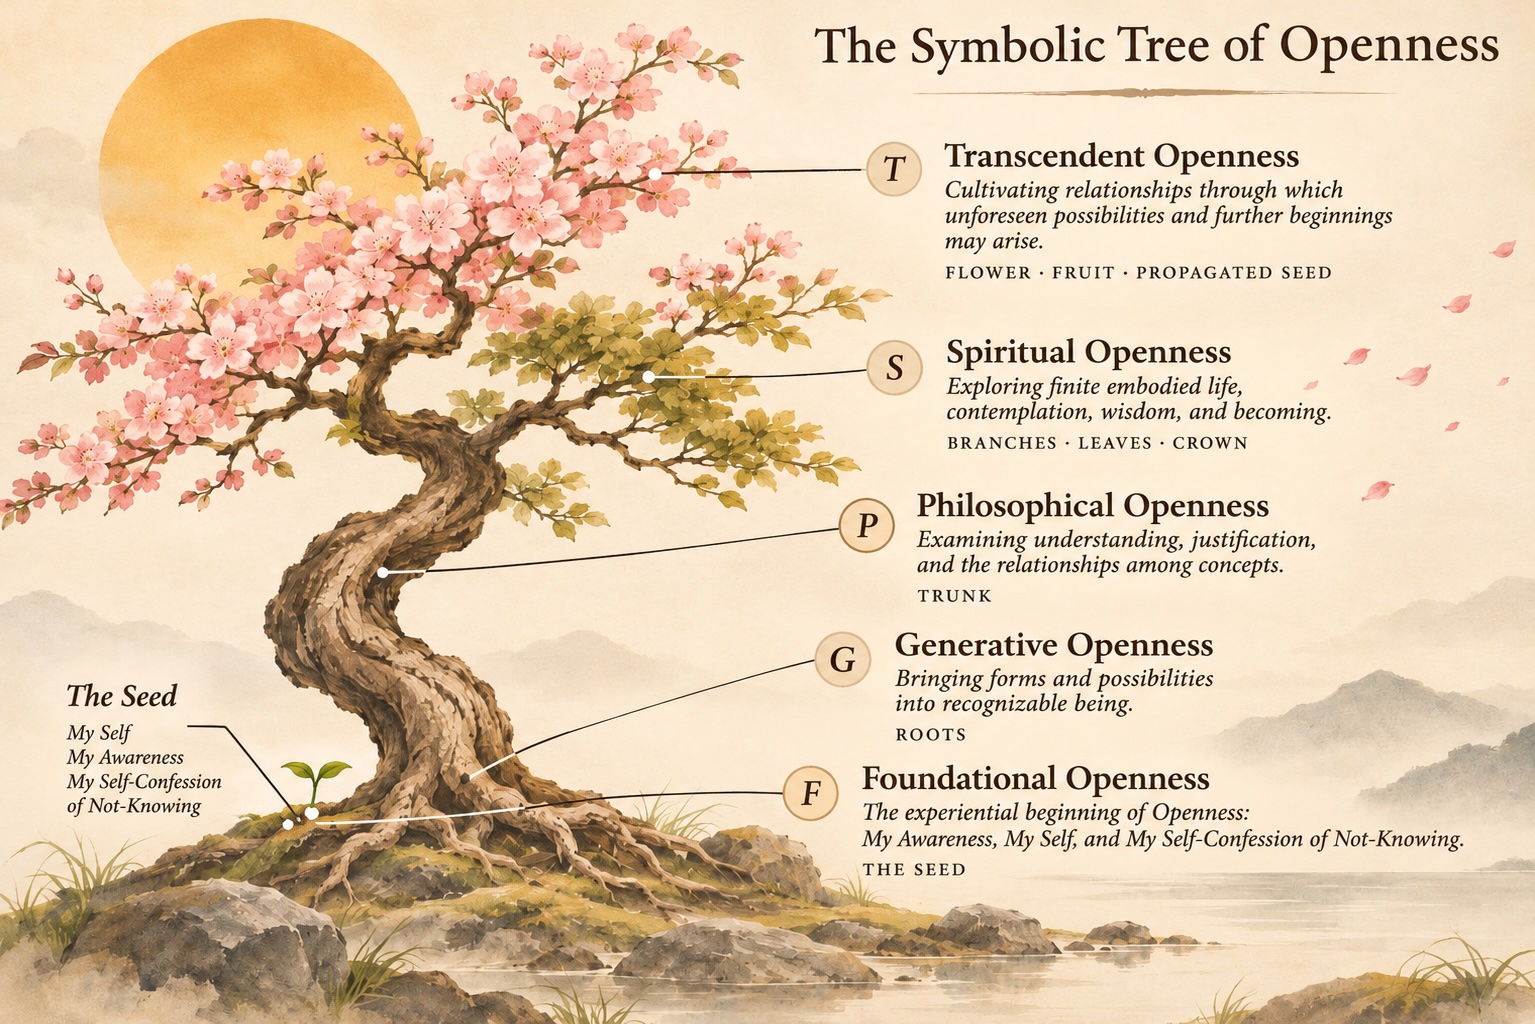 The Symbolic Tree of Openness
T
Transcendent Openness
Cultivating relationships through which
unforeseen possibilities and further beginnings
may arise.
FLOWER · FRUIT · PROPAGATED SEED
S
Spiritual Openness
Exploring finite embodied life,
contemplation, wisdom, and becoming.
BRANCHES · LEAVES · CROWN
P
Philosophical Openness
Examining understanding, justification,
and the relationships among concepts.
TRUNK
G
Generative Openness
Bringing forms and possibilities
into recognizable being.
ROOTS
F
Foundational Openness
The experiential beginning of Openness:
My Awareness, My Self, and My Self-Confession of Not-Knowing.
THE SEED
The Seed
My Self
My Awareness
My Self-Confession
of Not-Knowing